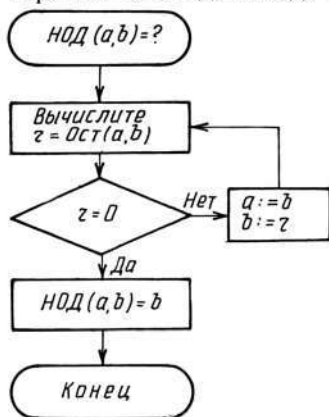 НОД(a,b)=?
Вычислите
r=Ост(a,b)
r=0
Нет
a:=b
b:=r
Да
НОД(a,b)=b
Конец